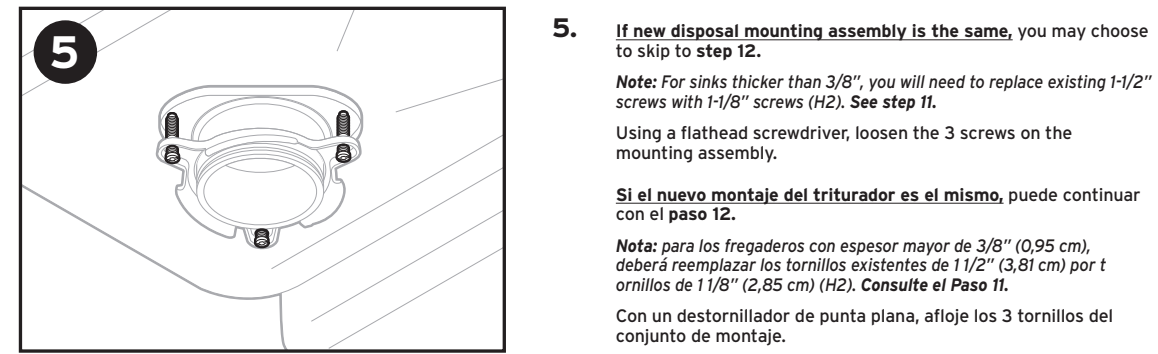 5
5. If new disposal mounting assembly is the same, you may choose
to skip to step 12.
Note: For sinks thicker than 3/8”, you will need to replace existing 1-1/2”
screws with 1-1/8” screws (H2). See step 11.
Using a flathead screwdriver, loosen the 3 screws on the
mounting assembly.
Si el nuevo montaje del triturador es el mismo, puede continuar
con el paso 12.
Nota: para los fregaderos con espesor mayor de 3/8” (0,95 cm),
deberá reemplazar los tornillos existentes de 1 1/2” (3,81 cm) por t
ornillos de 1 1/8” (2,85 cm) (H2). Consulte el Paso 11.
Con un destornillador de punta plana, afloje los 3 tornillos del
conjunto de montaje.